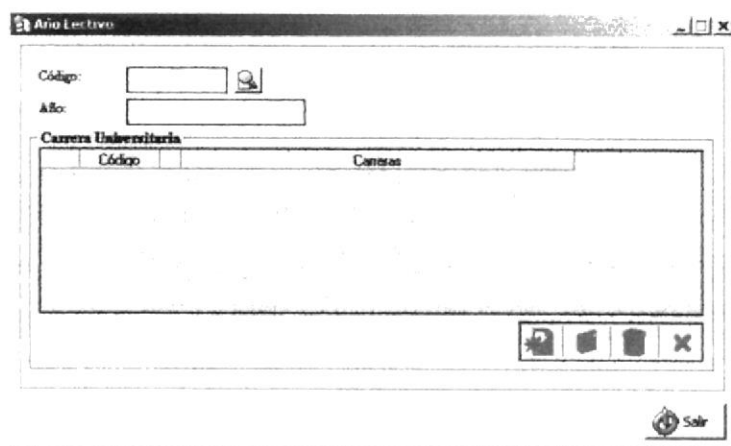 Año Lectivo
Código:
Año:
Carrera Universitaria
Código Carreras
Salir